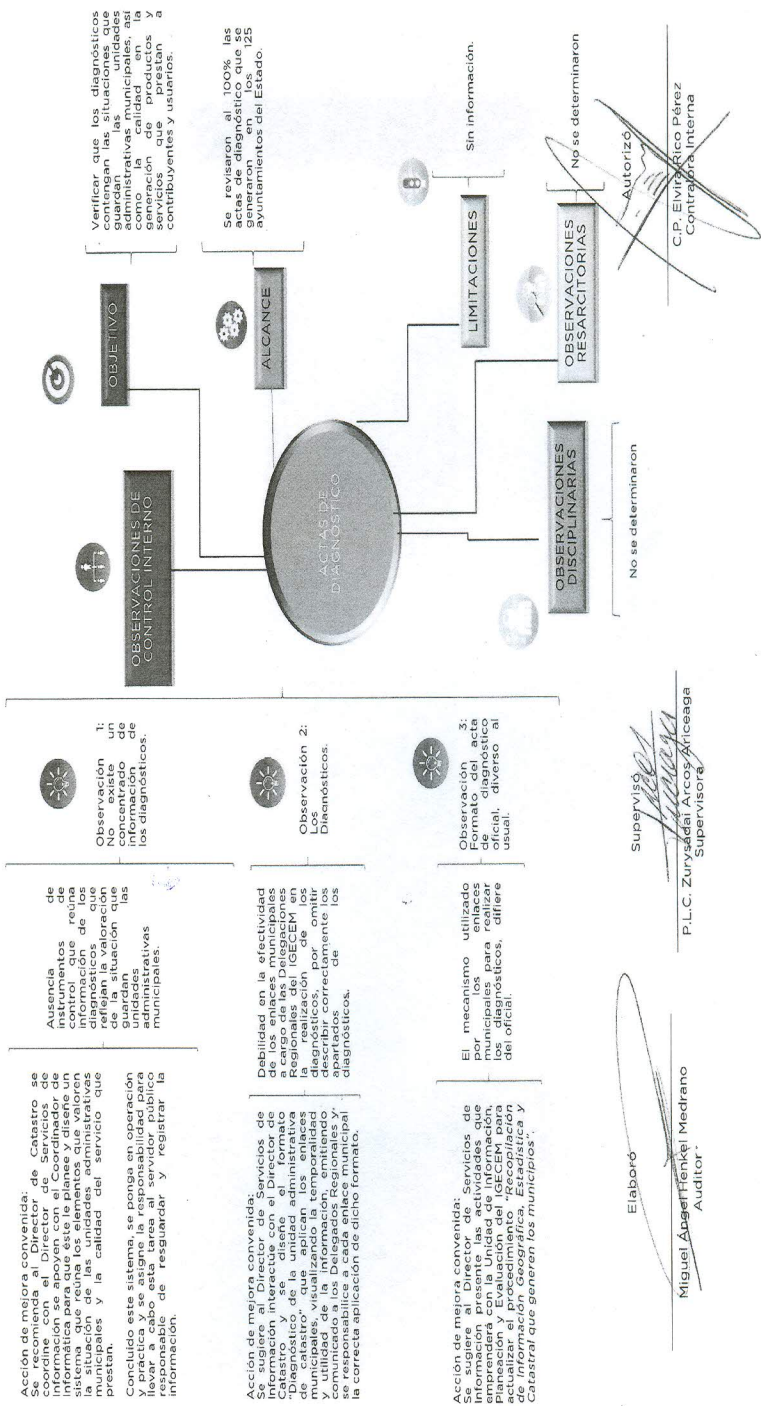 Acción de mejora convenida:
Se recomienda al Director de Catastro se
coordine con el Director de Servicios de
Información se apoyen con el Coordinador de
Informática para que éste le planee y diseñe un
sistema que reúna los elementos que valoren
la situación de las unidades administrativas
municipales y la calidad del servicio que
prestan.
Concluido este sistema, se ponga en operación
y práctica y se asigne la responsabilidad para
llevar a cabo esta tarea al servidor público
responsable de resguardar y registrar la
información.
Ausencia de
instrumentos de
control que reúna
información de los
diagnósticos que
reflejan la valoración
de la situación que
guardan las
unidades
administrativas
municipales.
Observación 1:
No existe un
concentrado de
información de
los diagnósticos.
Acción de mejora convenida:
Se sugiere al Director de Servicios de
Información interactúe con el Director de
Catastro y se diseñe el formato
"Diagnóstico de la unidad administrativa
de catastro" que aplican los enlaces
municipales, visualizando la temporalidad
y utilidad de la información, emitiendo
comunicado a los Delegados Regionales y
se responsabilice a cada enlace municipal
la correcta aplicación de dicho formato.
Debilidad en la efectividad
de los enlaces municipales
a cargo de las Delegaciones
Regionales del IGECEM en
la realización de los
diagnósticos, por omitir
describir correctamente los
apartados de los
diagnósticos.
Observación 2:
Los
Diagnósticos.
Acción de mejora convenida:
Se sugiere al Director de Servicios de
Información presente las actividades que
emprenderá con la Unidad de Información,
Planeación y Evaluación del IGECEM para
actualizar el procedimiento "Recopilación
de Información Geográfica, Estadística y
Catastral que generen los municipios".
El mecanismo utilizado
por los enlaces
municipales para realizar
los diagnósticos, difiere
del oficial.
Observación 3:
Formato del acta
de diagnóstico
oficial, diverso al
usual.
OBSERVACIONES DE
CONTROL INTERNO
OBJETIVO
Verificar que los diagnósticos
contengan las situaciones que
guardan las unidades
administrativas municipales, así
como la calidad en la
generación de productos y
servicios que prestan a
contribuyentes y usuarios.
ALCANCE
Se revisaron al 100% las
actas de diagnóstico que se
generaron en los 125
ayuntamientos del Estado.
ACTAS DE
DIAGNÓSTICO
LIMITACIONES
Sin información.
OBSERVACIONES
DISCIPLINARIAS
No se determinaron
OBSERVACIONES
RESARCITORIAS
No se determinaron
Elaboró
Miguel Ángel Henkel Medrano
Auditor
Supervisó
P.L.C. Zurysadai Arcos Ariceaga
Supervisora
Autorizó
C.P. Elvira Rico Pérez
Contralora Interna